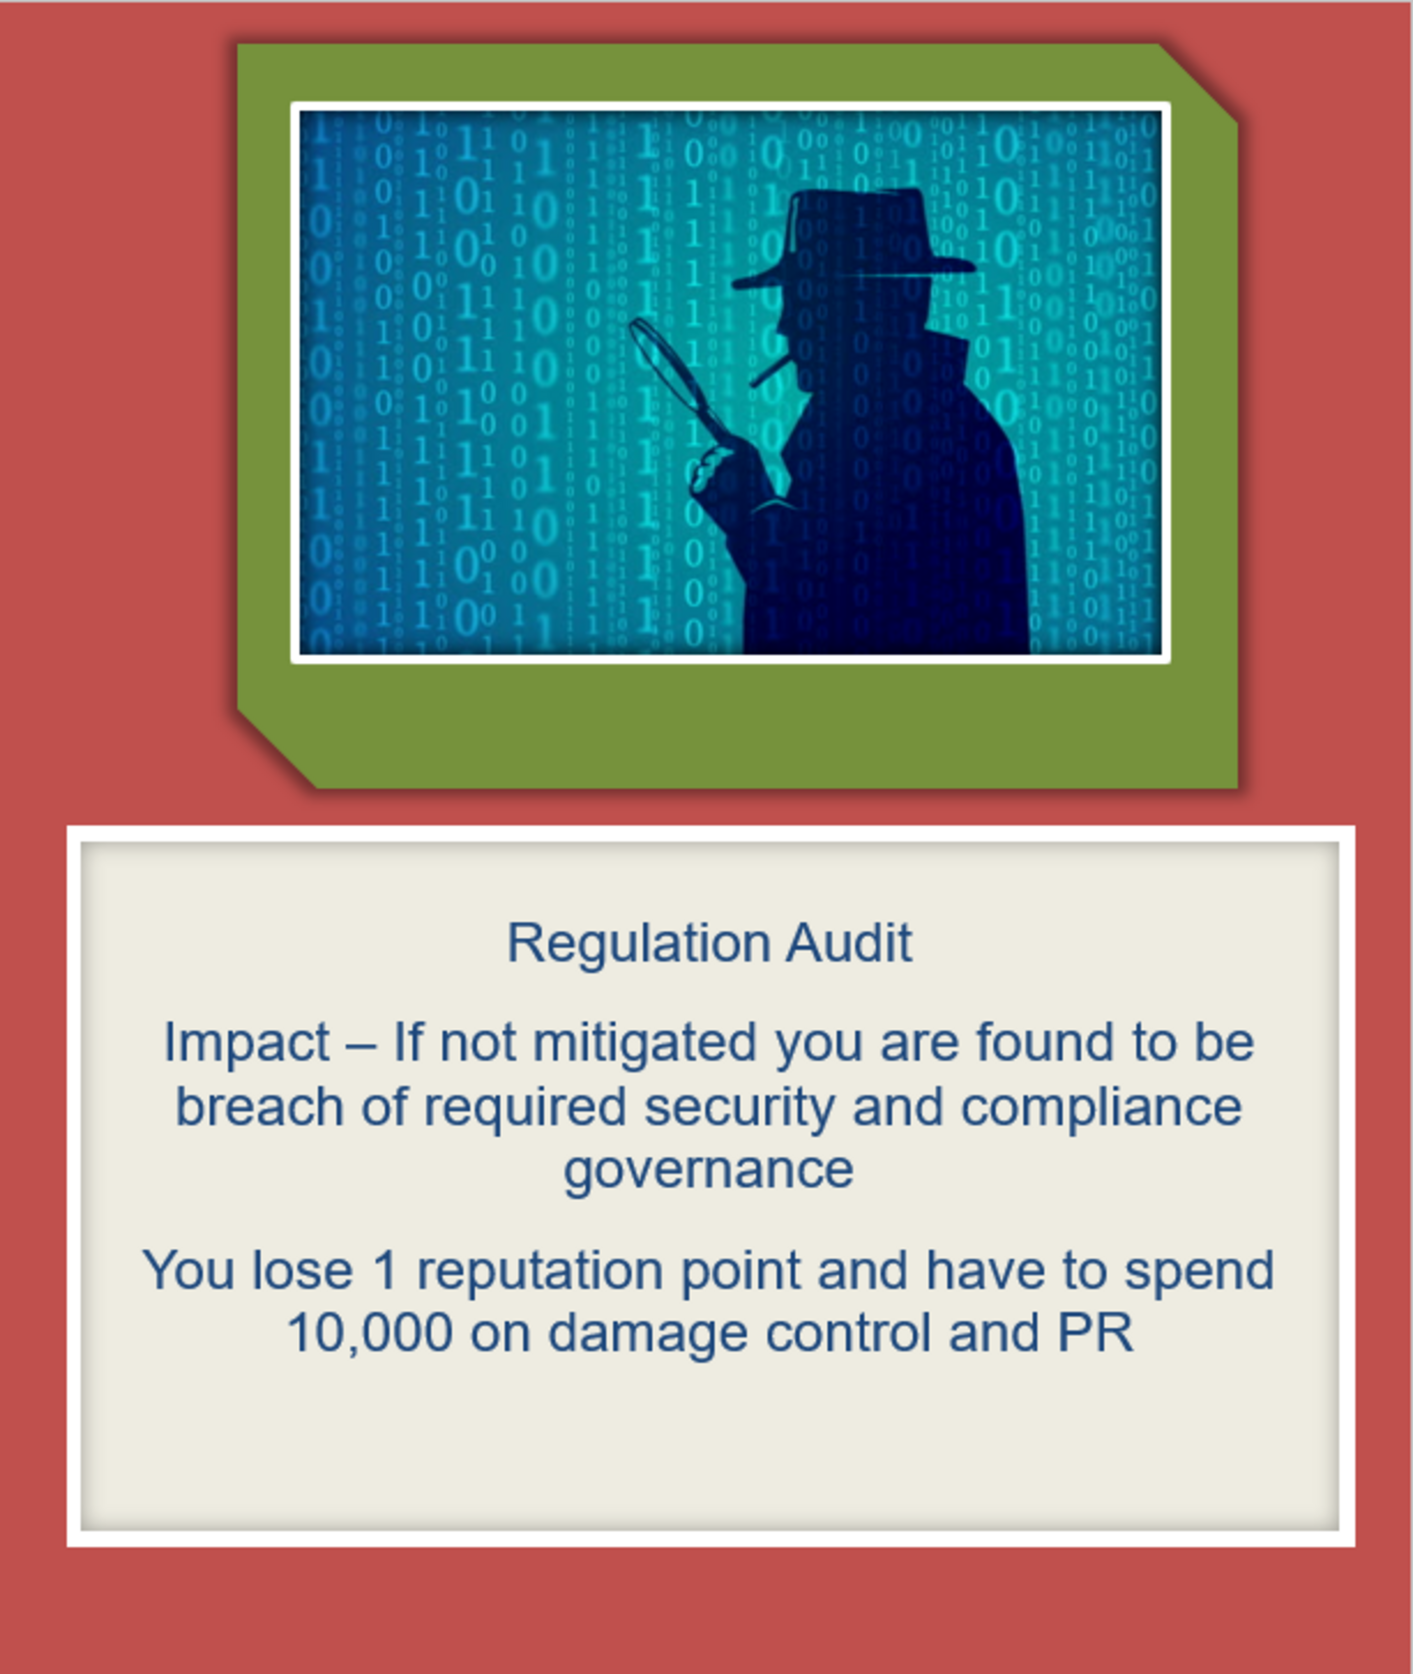 Regulation Audit
Impact – If not mitigated you are found to be
breach of required security and compliance
governance
You lose 1 reputation point and have to spend
10,000 on damage control and PR